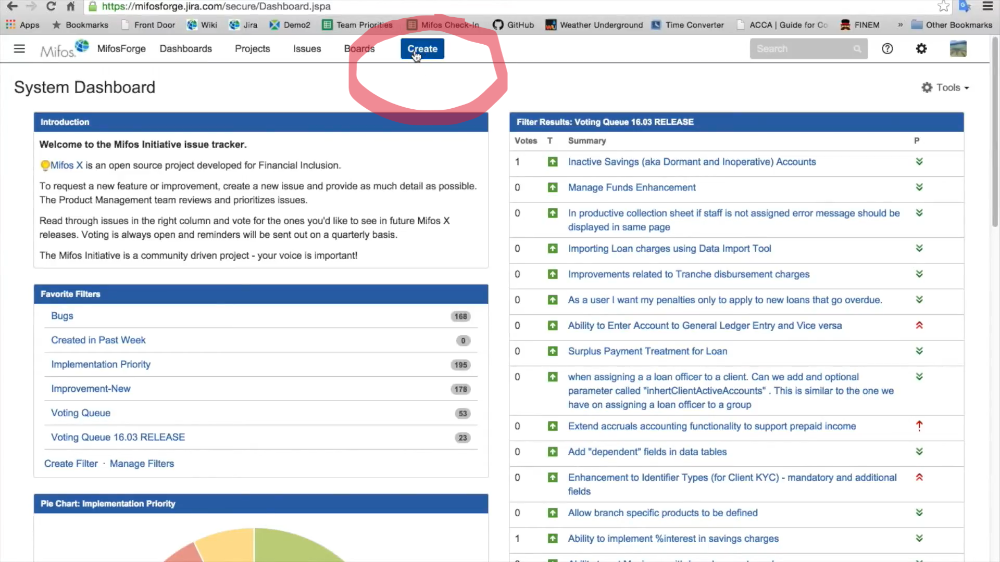 https://mifosforge.jira.com/secure/Dashboard.jspa
Apps Bookmarks Front Door Wiki Jira Demo2 Team Priorities Mifos Check-In GitHub Weather Underground Time Converter ACCA | Guide for Co FINEM » Other Bookmarks
Mifos MifosForge Dashboards Projects Issues Boards Create Search
System Dashboard
Tools
Introduction
Welcome to the Mifos Initiative issue tracker.
Mifos X is an open source project developed for Financial Inclusion.
To request a new feature or improvement, create a new issue and provide as much detail as possible.
The Product Management team reviews and prioritizes issues.
Read through issues in the right column and vote for the ones you'd like to see in future Mifos X
releases. Voting is always open and reminders will be sent out on a quarterly basis.
The Mifos Initiative is a community driven project - your voice is important!
Favorite Filters
Bugs 168
Created in Past Week 0
Implementation Priority 195
Improvement-New 178
Voting Queue 53
Voting Queue 16.03 RELEASE 23
Create Filter · Manage Filters
Pie Chart: Implementation Priority
Filter Results: Voting Queue 16.03 RELEASE
Votes T Summary P
1 Inactive Savings (aka Dormant and Inoperative) Accounts
0 Manage Funds Enhancement
0 In productive collection sheet if staff is not assigned error message should be
displayed in same page
0 Importing Loan charges using Data Import Tool
0 Improvements related to Tranche disbursement charges
0 As a user I want my penalties only to apply to new loans that go overdue.
0 Ability to Enter Account to General Ledger Entry and Vice versa
0 Surplus Payment Treatment for Loan
0 when assigning a a loan officer to a client. Can we add and optional
parameter called "inhertClientActiveAccounts" . This is similar to the one we
have on assigning a loan officer to a group
0 Extend accruals accounting functionality to support prepaid income
0 Add "dependent" fields in data tables
0 Enhancement to Identifier Types (for Client KYC) - mandatory and additional
fields
0 Allow branch specific products to be defined
1 Ability to implement %interest in savings charges